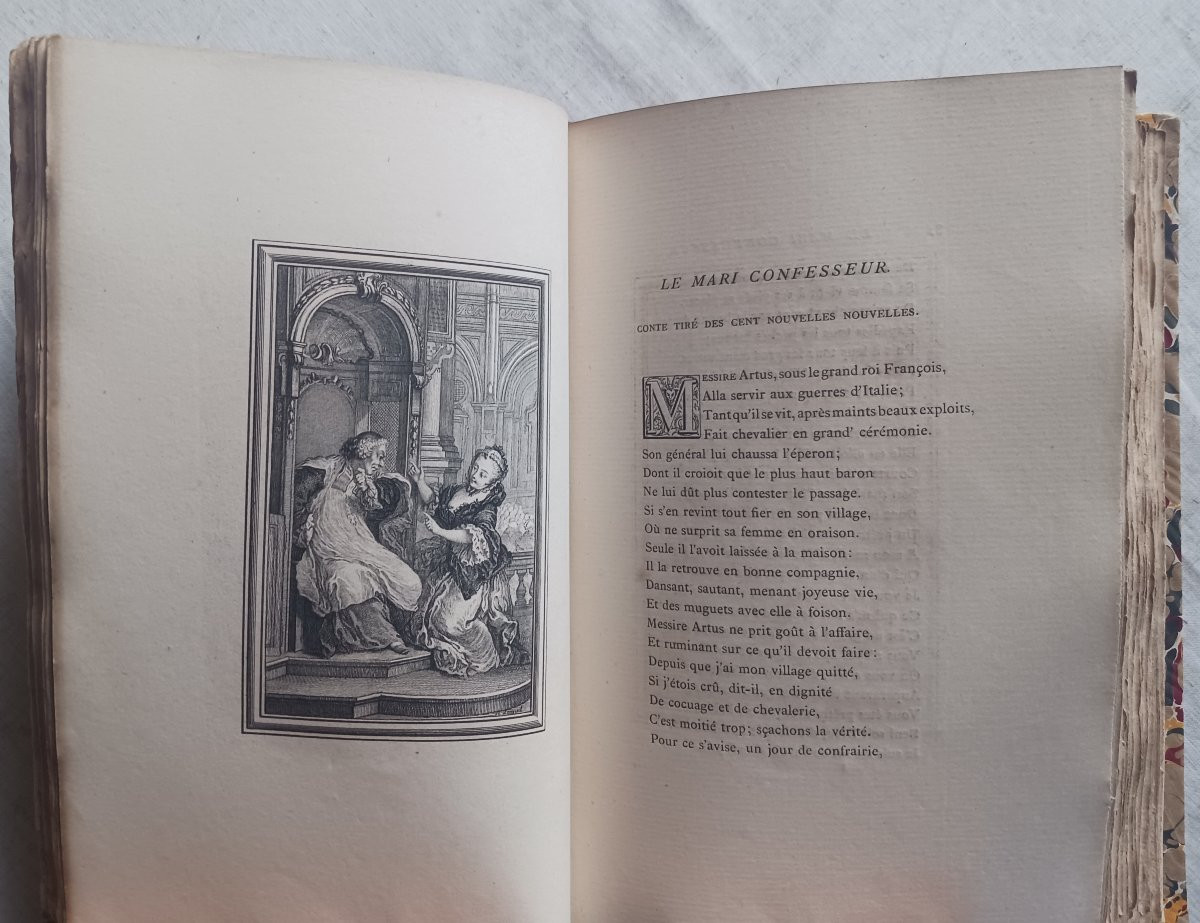 LE MARI CONFESSEUR.
CONTE TIRÉ DES CENT NOUVELLES NOUVELLES.
MESSIRE Artus, sous le grand roi François,
Alla servir aux guerres d'Italie;
Tant qu'il se vit, après maints beaux exploits,
Fait chevalier en grand' cérémonie.
Son général lui chaussa l'éperon;
Dont il croioit que le plus haut baron
Ne lui dût plus contester le passage.
Si s'en revint tout fier en son village,
Où ne surprit sa femme en oraison.
Seule il l'avoit laissée à la maison:
Il la retrouve en bonne compagnie,
Dansant, sautant, menant joyeuse vie,
Et des muguets avec elle à foison.
Messire Artus ne prit goût à l'affaire,
Et ruminant sur ce qu'il devoit faire:
Depuis que j'ai mon village quitté,
Si j'étois crû, dit-il, en dignité
De cocuage et de chevalerie,
C'est moitié trop; sçachons la vérité.
Pour ce s'avise, un jour de confrairie,